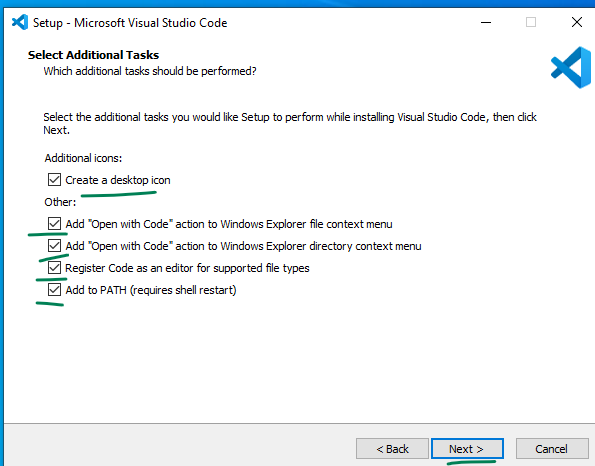 Setup - Microsoft Visual Studio Code
Select Additional Tasks
Which additional tasks should be performed?
Select the additional tasks you would like Setup to perform while installing Visual Studio Code, then click
Next.
Additional icons:
Create a desktop icon
Other:
Add "Open with Code" action to Windows Explorer file context menu
Add "Open with Code" action to Windows Explorer directory context menu
Register Code as an editor for supported file types
Add to PATH (requires shell restart)
< Back
Next >
Cancel